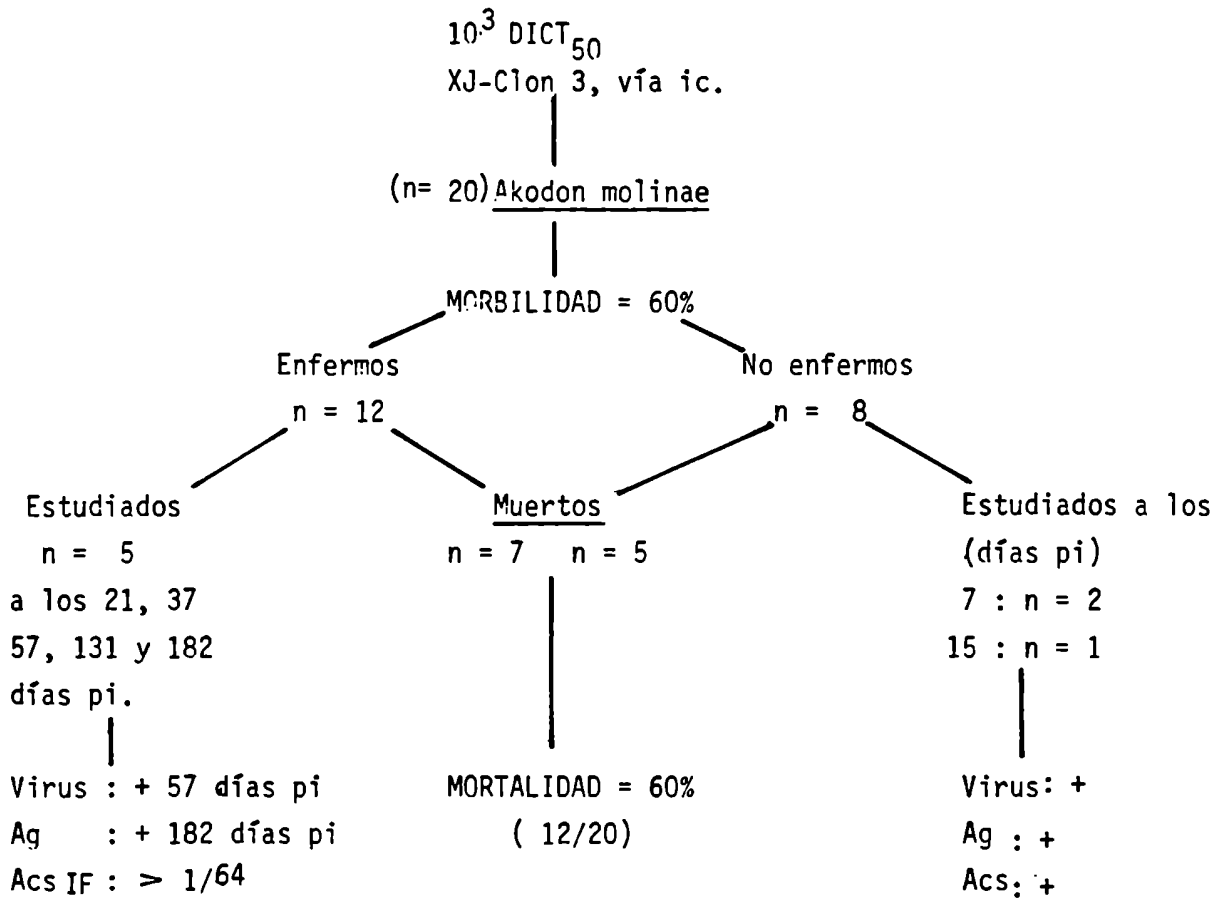 10³ DICT₅₀
XJ-Clon 3, vía ic.
(n= 20) Akodon molinae
MORBILIDAD = 60%
Enfermos
n = 12
No enfermos
n = 8
Estudiados
n = 5
a los 21, 37
57, 131 y 182
días pi.
Virus : + 57 días pi
Ag : + 182 días pi
Acs IF : > 1/64
Muertos
n = 7 n = 5
MORTALIDAD = 60%
( 12/20)
Estudiados a los
(días pi)
7 : n = 2
15 : n = 1
Virus: +
Ag : +
Acs: +